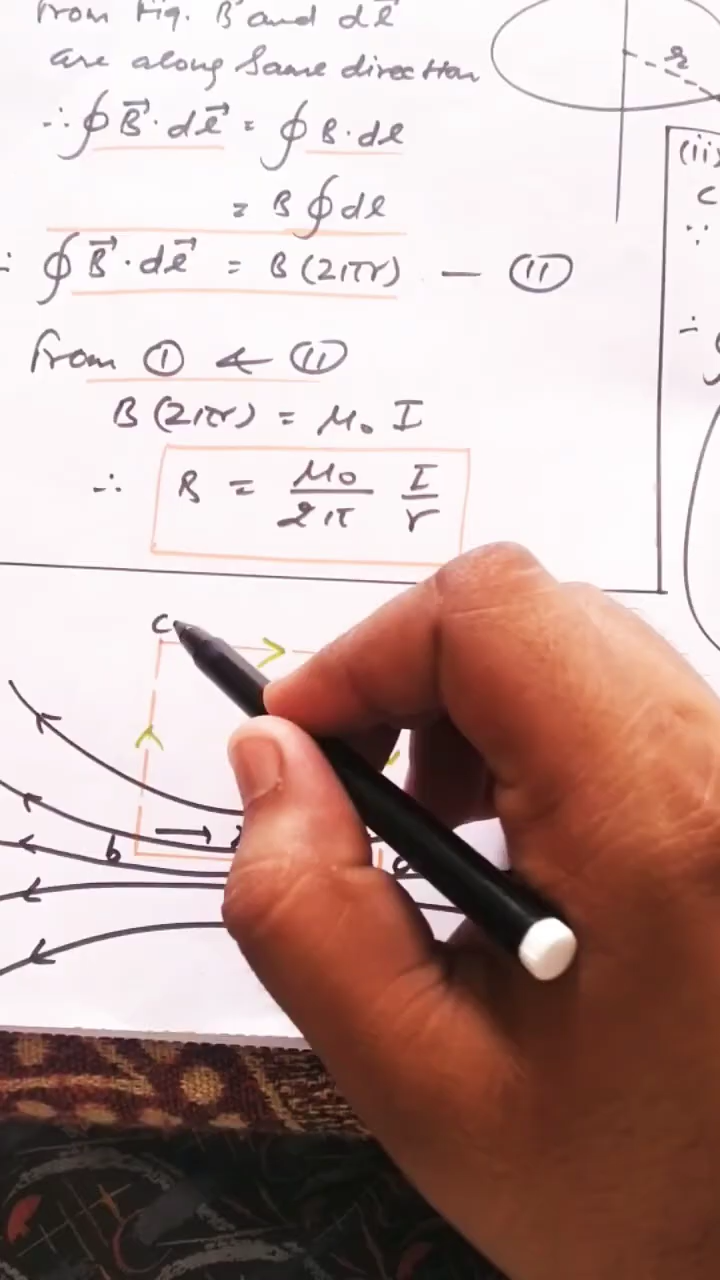 from Fig. B⃗ and dℓ⃗
are along Same direction
∴ ∮ B⃗ · dℓ⃗ = ∮ B · dℓ
= B ∮ dℓ
∴ ∮ B⃗ · dℓ⃗ = B (2πr) — (II)
from (I) & (II)
B (2πr) = μ₀ I
∴ B = μ₀/2π I/r
r
(ii)
C
∵
∴
C
b
a